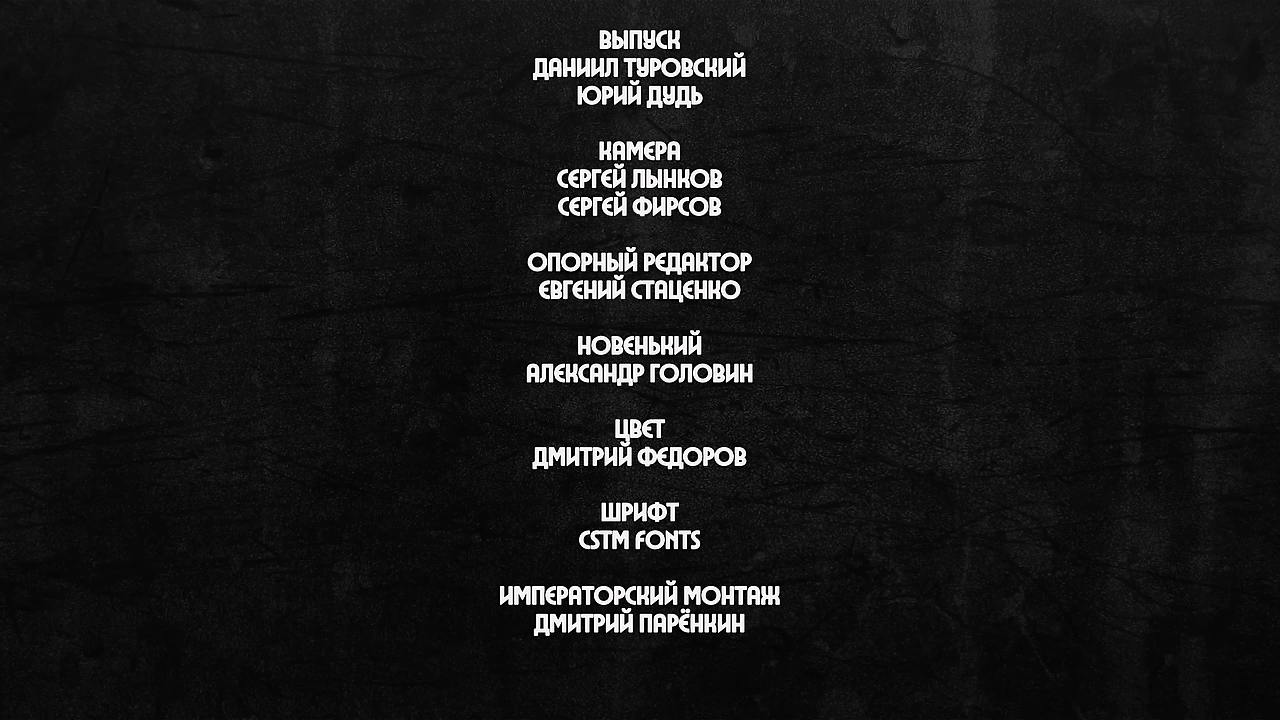 ВЫПУСК
ДАНИИЛ ТУРОВСКИЙ
ЮРИЙ ДУДЬ
КАМЕРА
СЕРГЕЙ ЛЫНКОВ
СЕРГЕЙ ФИРСОВ
ОПОРНЫЙ РЕДАКТОР
ЕВГЕНИЙ СТАЦЕНКО
НОВЕНЬКИЙ
АЛЕКСАНДР ГОЛОВИН
ЦВЕТ
ДМИТРИЙ ФЕДОРОВ
ШРИФТ
CSTM FONTS
ИМПЕРАТОРСКИЙ МОНТАЖ
ДМИТРИЙ ПАРЁНКИН